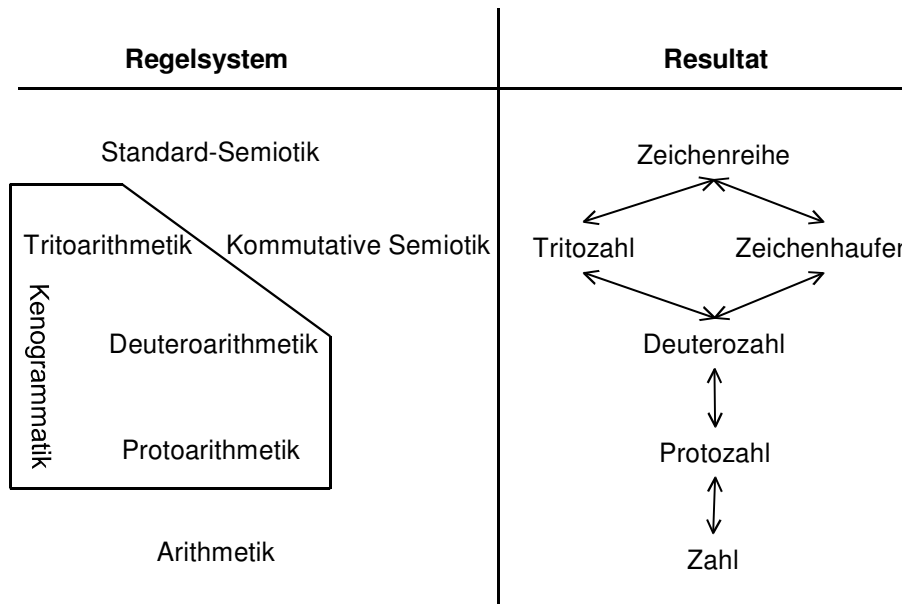 Regelsystem Resultat
Standard-Semiotik Zeichenreihe
Tritoarithmetik Kommutative Semiotik Tritozahl Zeichenhaufen
Kenogrammatik
Deuteroarithmetik Deuterozahl
Protoarithmetik Protozahl
Arithmetik Zahl